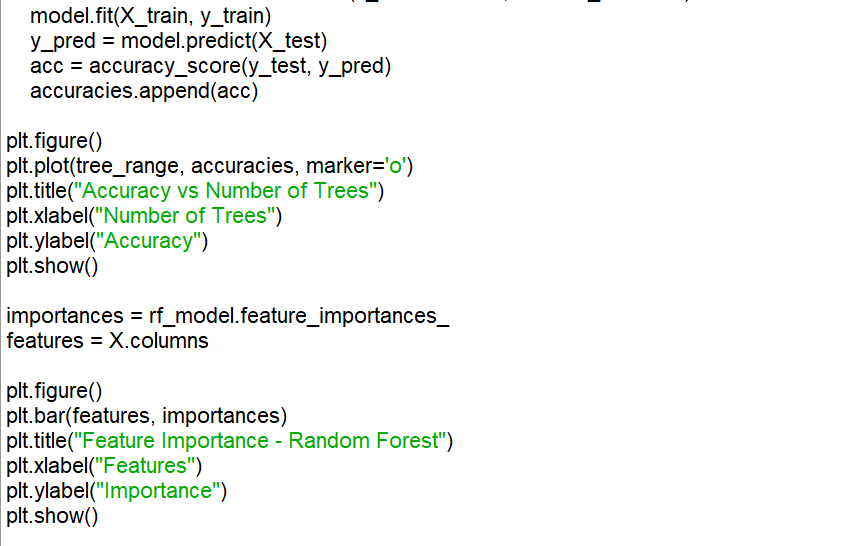 model.fit(X_train, y_train)
y_pred = model.predict(X_test)
acc = accuracy_score(y_test, y_pred)
accuracies.append(acc)
plt.figure()
plt.plot(tree_range, accuracies, marker='o')
plt.title("Accuracy vs Number of Trees")
plt.xlabel("Number of Trees")
plt.ylabel("Accuracy")
plt.show()
importances = rf_model.feature_importances_
features = X.columns
plt.figure()
plt.bar(features, importances)
plt.title("Feature Importance - Random Forest")
plt.xlabel("Features")
plt.ylabel("Importance")
plt.show()